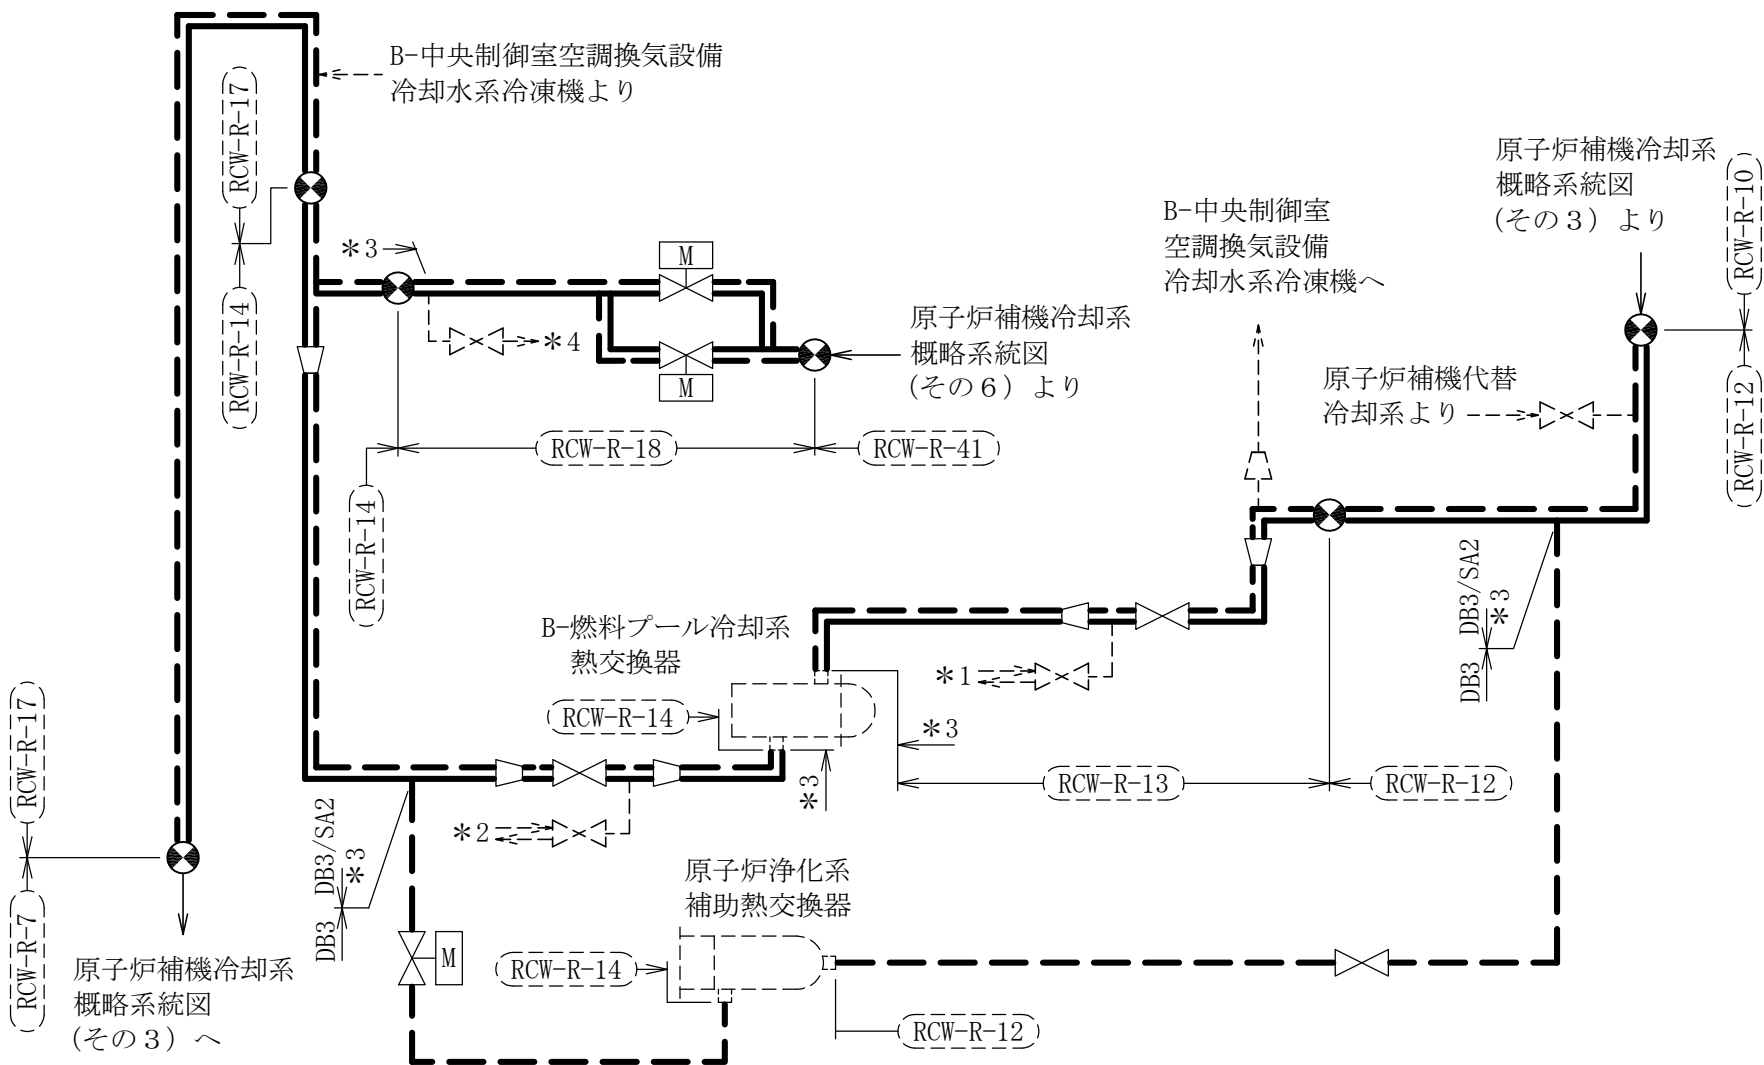 B-中央制御室空調換気設備
冷却水系冷凍機より
RCW-R-17
RCW-R-14
＊3
M
＊4
M
原子炉補機冷却系
概略系統図
(その６) より
RCW-R-18
RCW-R-41
RCW-R-14
B-中央制御室
空調換気設備
冷却水系冷凍機へ
原子炉補機冷却系
概略系統図
(その３) より
RCW-R-10
RCW-R-12
原子炉補機代替
冷却系より
DB3/SA2
＊3
DB3
B-燃料プール冷却系
熱交換器
＊1
RCW-R-14
＊3
＊3
RCW-R-13
RCW-R-12
＊2
RCW-R-17
RCW-R-7
DB3/SA2
＊3
DB3
原子炉補機冷却系
概略系統図
(その３) へ
M
原子炉浄化系
補助熱交換器
RCW-R-14
RCW-R-12